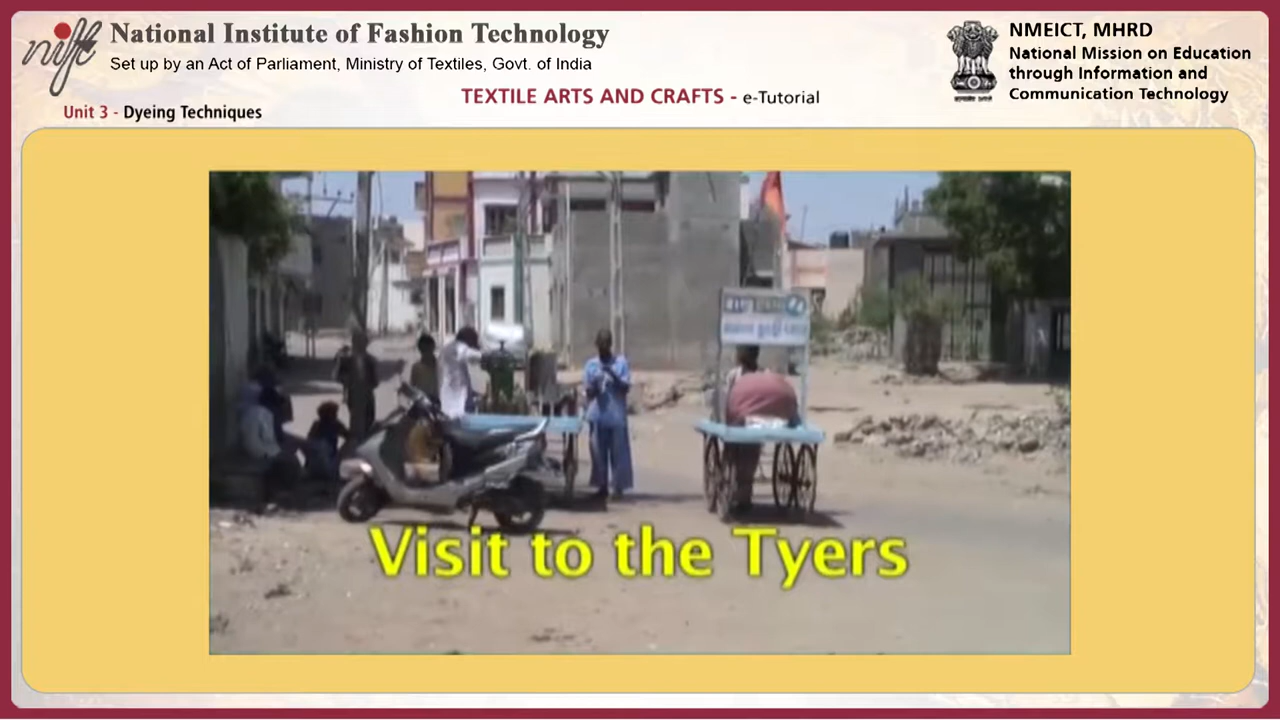 nift
National Institute of Fashion Technology
Set up by an Act of Parliament, Ministry of Textiles, Govt. of India
NMEICT, MHRD
National Mission on Education
through Information and
Communication Technology
TEXTILE ARTS AND CRAFTS - e-Tutorial
Unit 3 - Dyeing Techniques
Visit to the Tyers